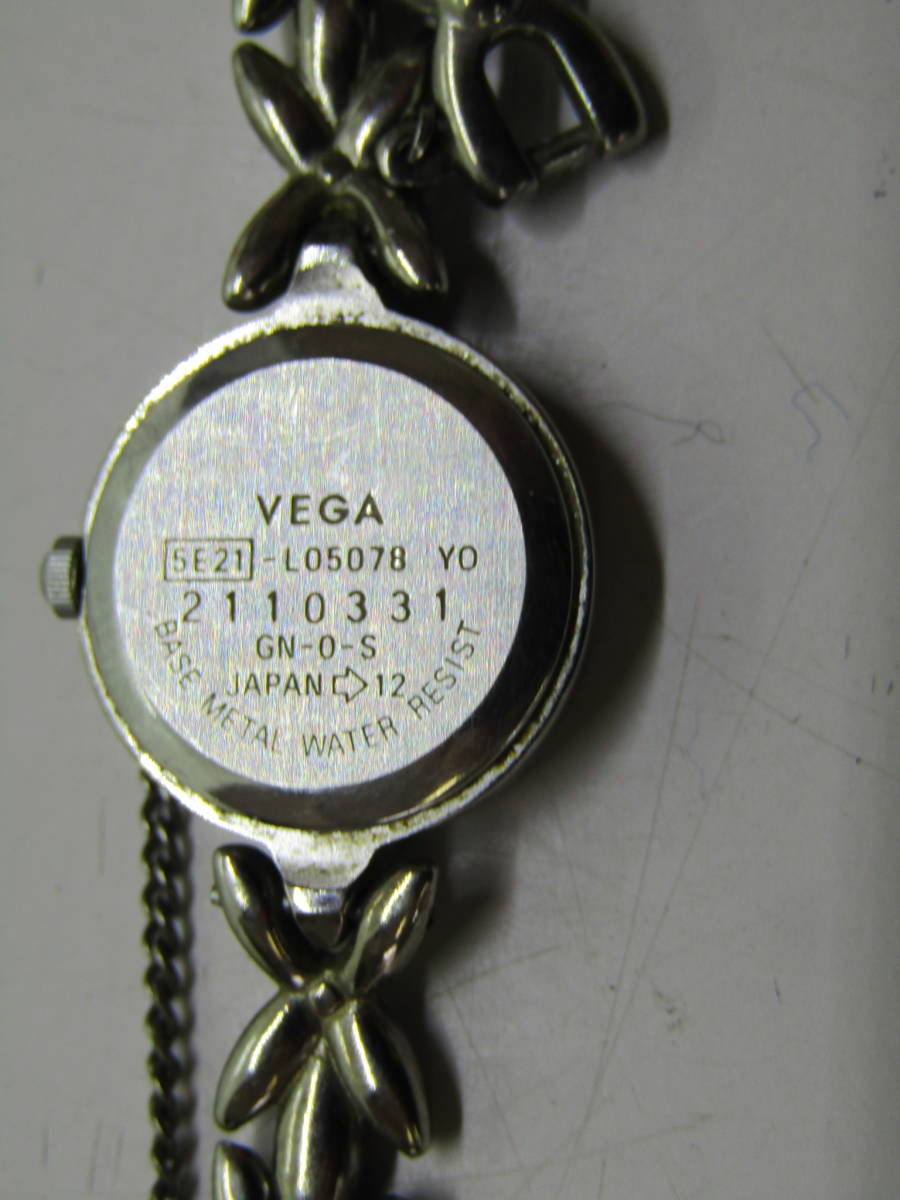 VEGA
5E21-L05078 YO
2110331
GN-0-S
JAPAN⇨12
BASE METAL WATER RESIST